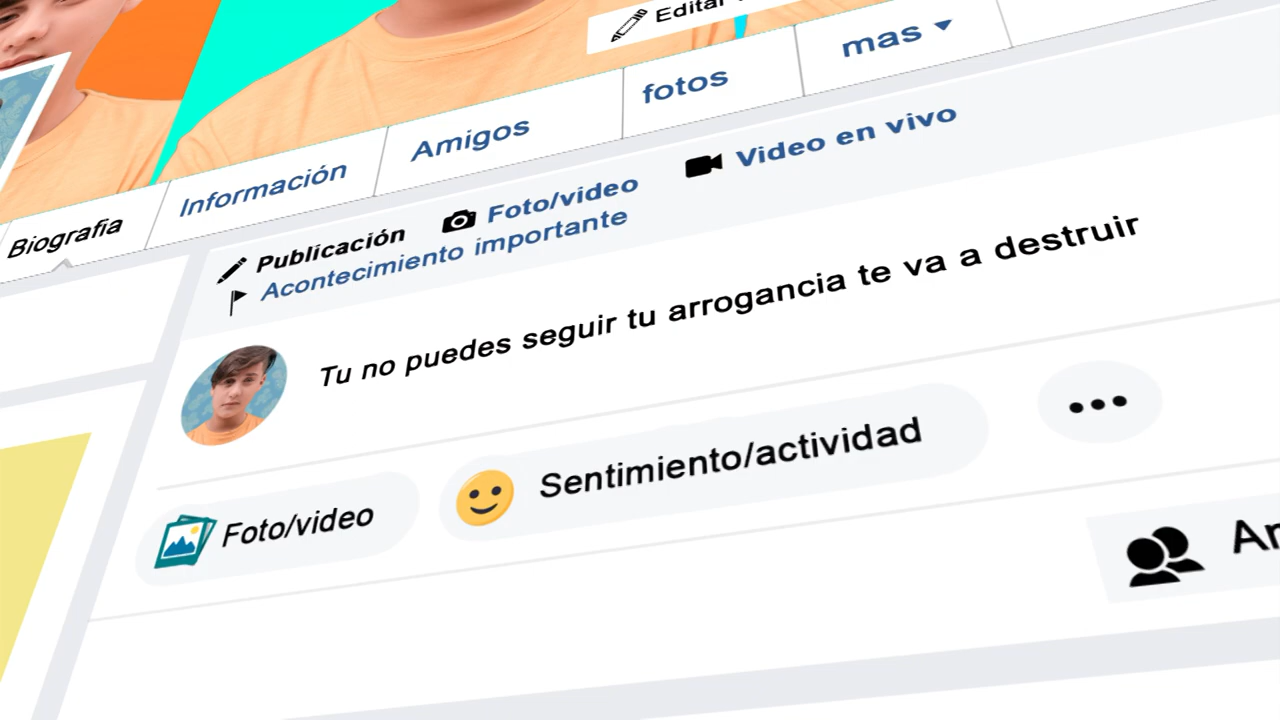 Editar
Biografia
Información
Amigos
fotos
mas
Publicación
Foto/video
Video en vivo
Acontecimiento importante
Tu no puedes seguir tu arrogancia te va a destruir
Foto/video
Sentimiento/actividad